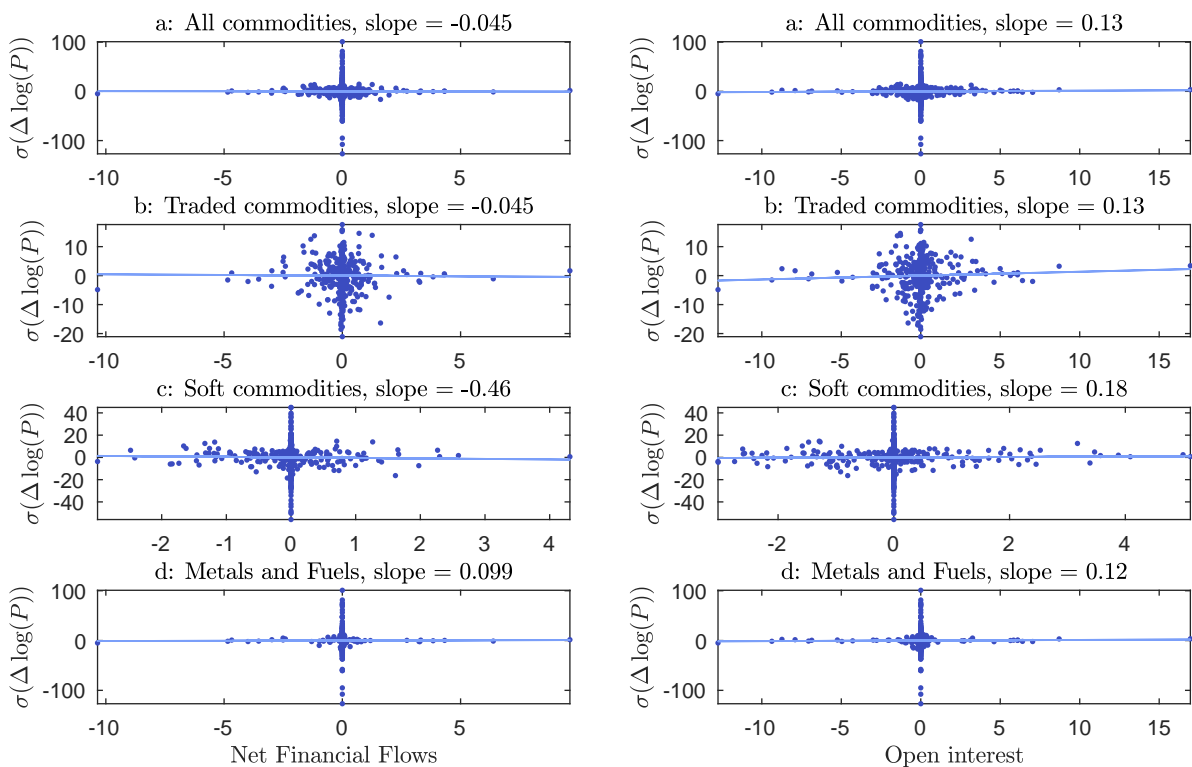 a: All commodities, slope = -0.045
100
0
-100
σ(Δ log(P))
-10 -5 0 5
b: Traded commodities, slope = -0.045
10
0
-10
-20
σ(Δ log(P))
-10 -5 0 5
c: Soft commodities, slope = -0.46
40
20
0
-20
-40
σ(Δ log(P))
-2 -1 0 1 2 3 4
d: Metals and Fuels, slope = 0.099
100
0
-100
σ(Δ log(P))
-10 -5 0 5
Net Financial Flows
a: All commodities, slope = 0.13
100
0
-100
σ(Δ log(P))
-10 -5 0 5 10 15
b: Traded commodities, slope = 0.13
10
0
-10
-20
σ(Δ log(P))
-10 -5 0 5 10 15
c: Soft commodities, slope = 0.18
40
20
0
-20
-40
σ(Δ log(P))
-2 0 2 4
d: Metals and Fuels, slope = 0.12
100
0
-100
σ(Δ log(P))
-10 -5 0 5 10 15
Open interest